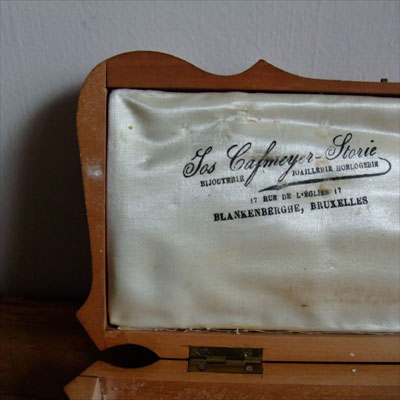 Jos Cafmeyer-Storie
BIJOUTERIE JOAILLERIE HORLOGERIE
17 RUE DE L'EGLISE 17
BLANKENBERGHE, BRUXELLES